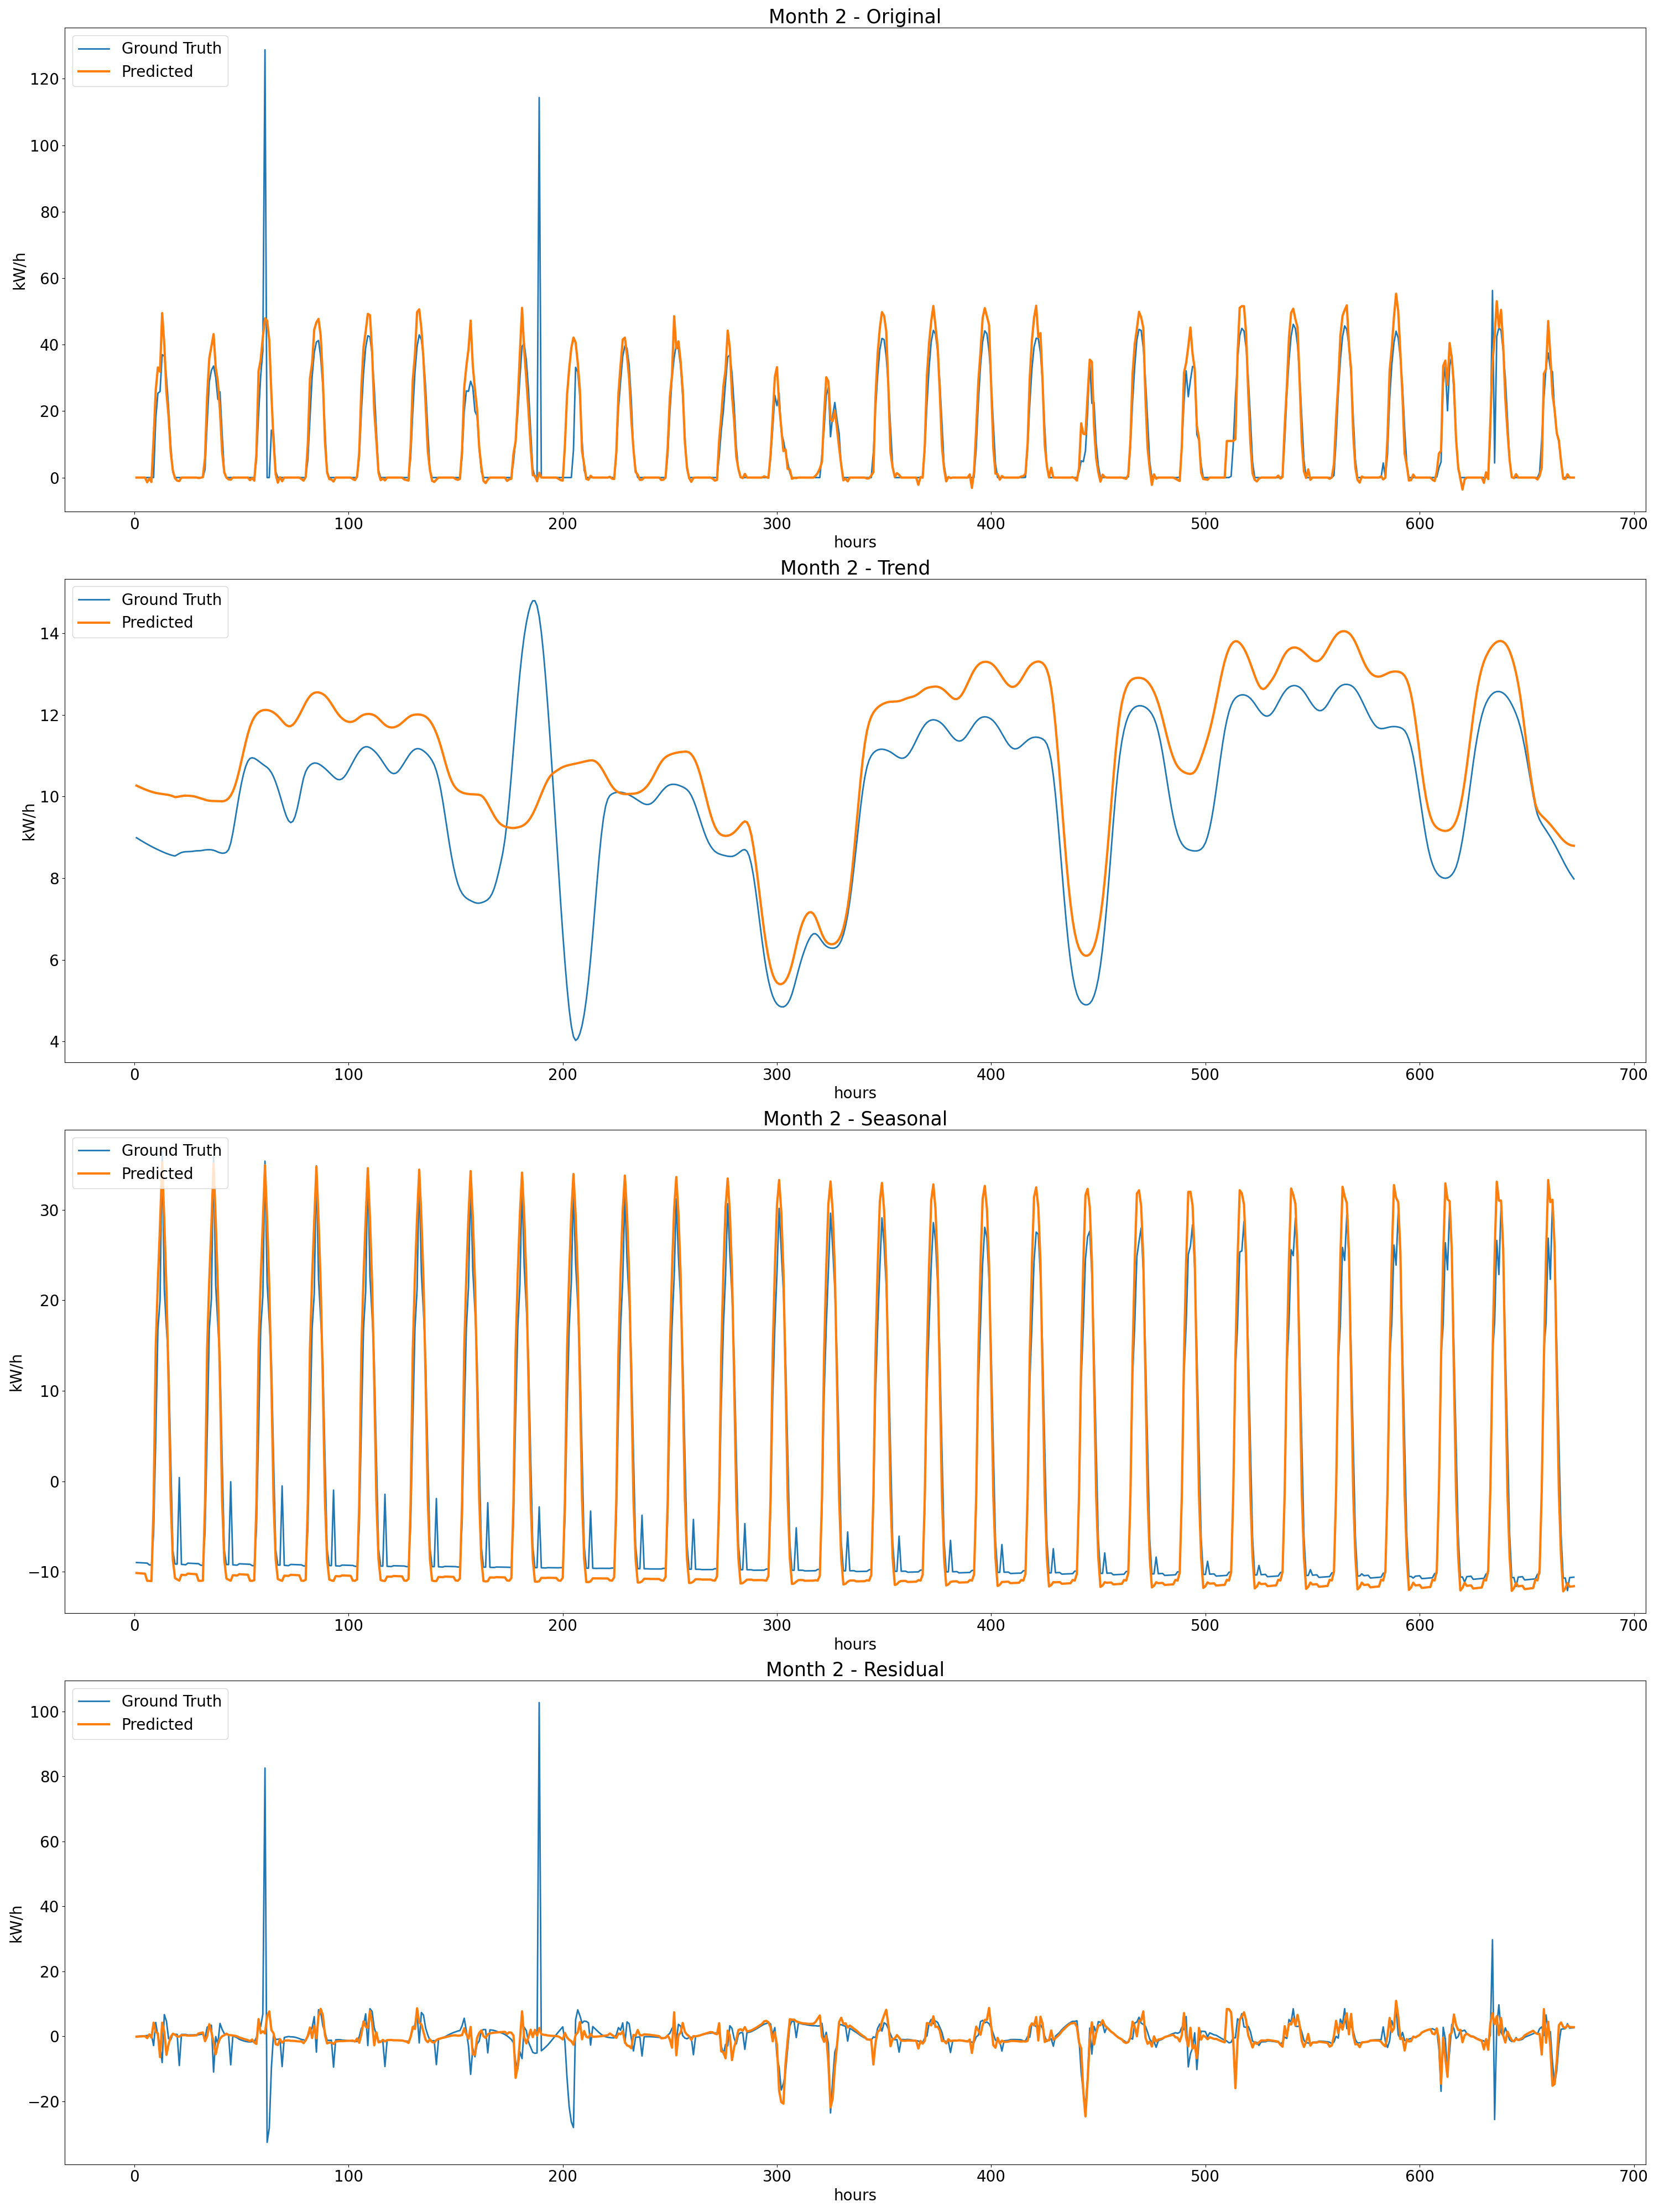 Month 2 - Original
Ground Truth
Predicted
kW/h
120
100
80
60
40
20
0
0 100 200 300 400 500 600 700
hours
Month 2 - Trend
Ground Truth
Predicted
kW/h
14
12
10
8
6
4
0 100 200 300 400 500 600 700
hours
Month 2 - Seasonal
Ground Truth
Predicted
kW/h
30
20
10
0
−10
0 100 200 300 400 500 600 700
hours
Month 2 - Residual
Ground Truth
Predicted
kW/h
100
80
60
40
20
0
−20
0 100 200 300 400 500 600 700
hours